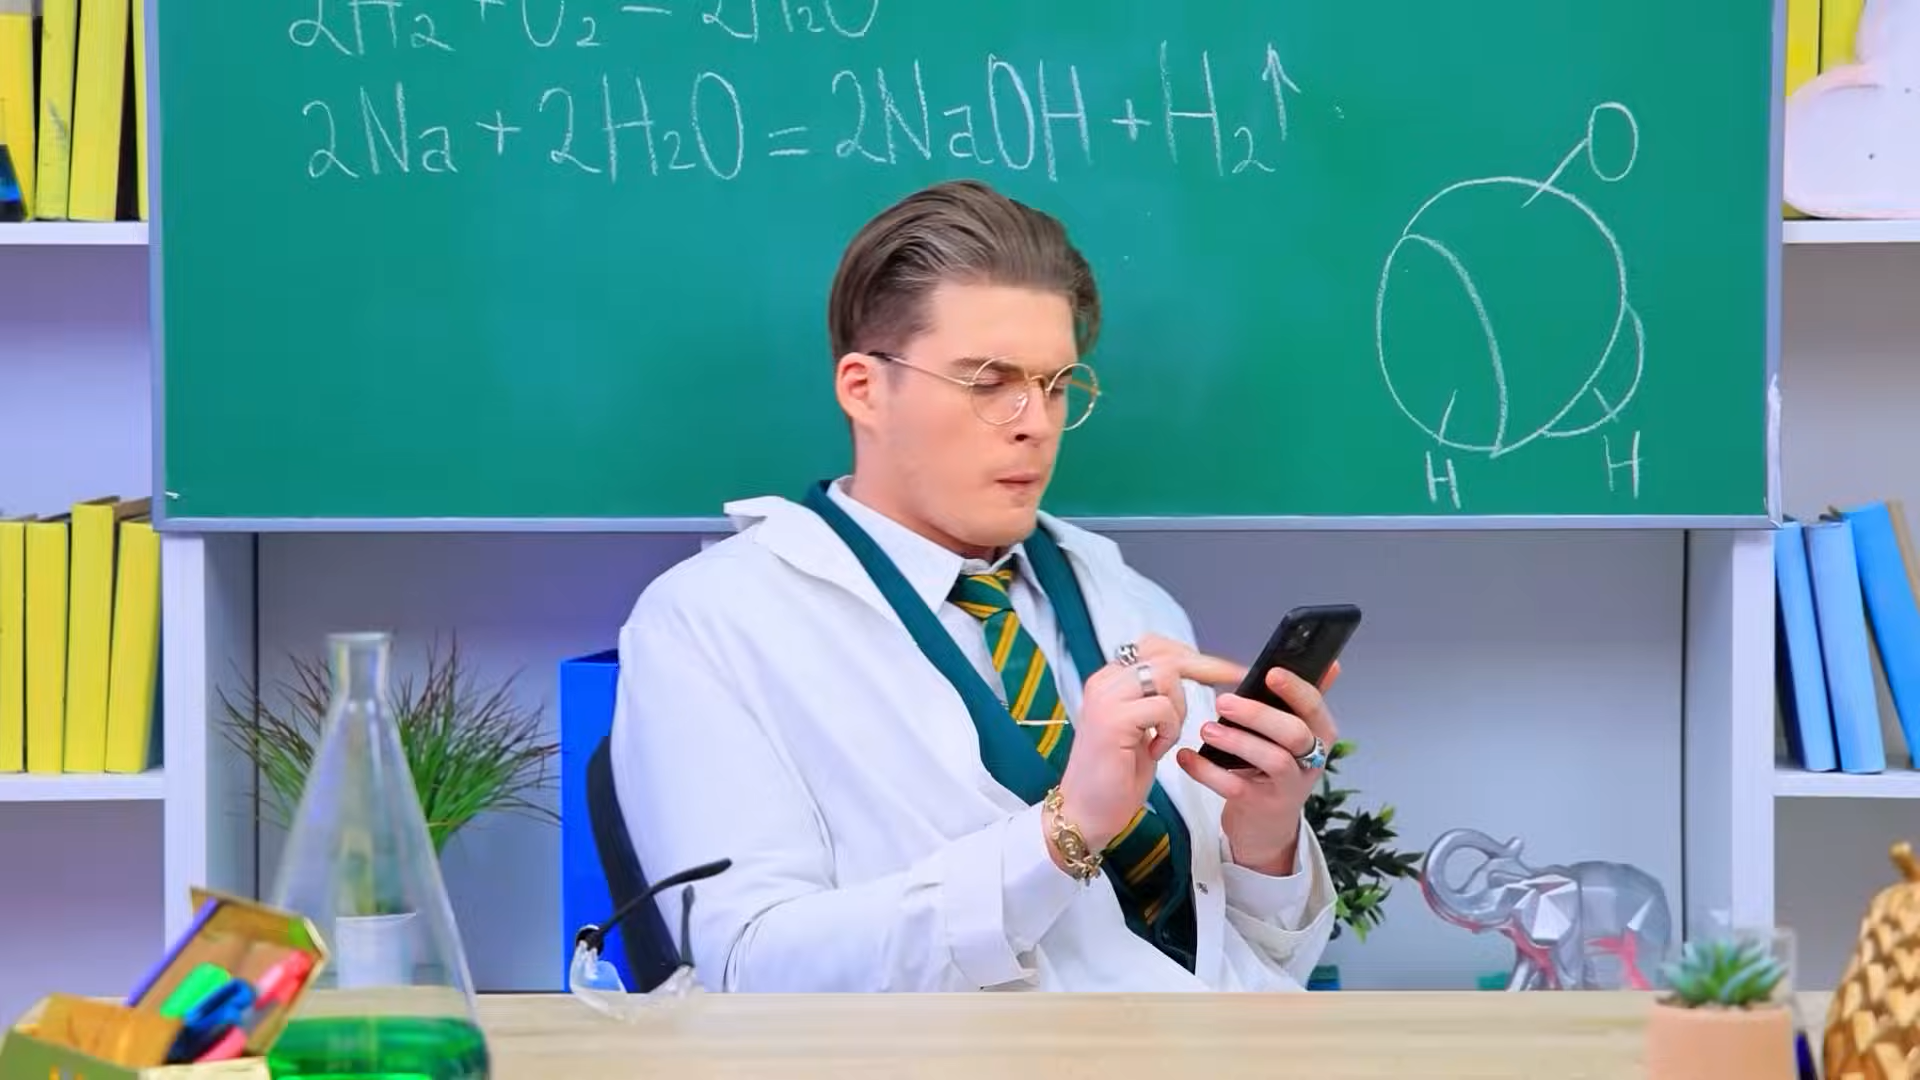 2H₂ + O₂ = 2H₂O
2Na + 2H₂O = 2NaOH + H₂↑
O
H H